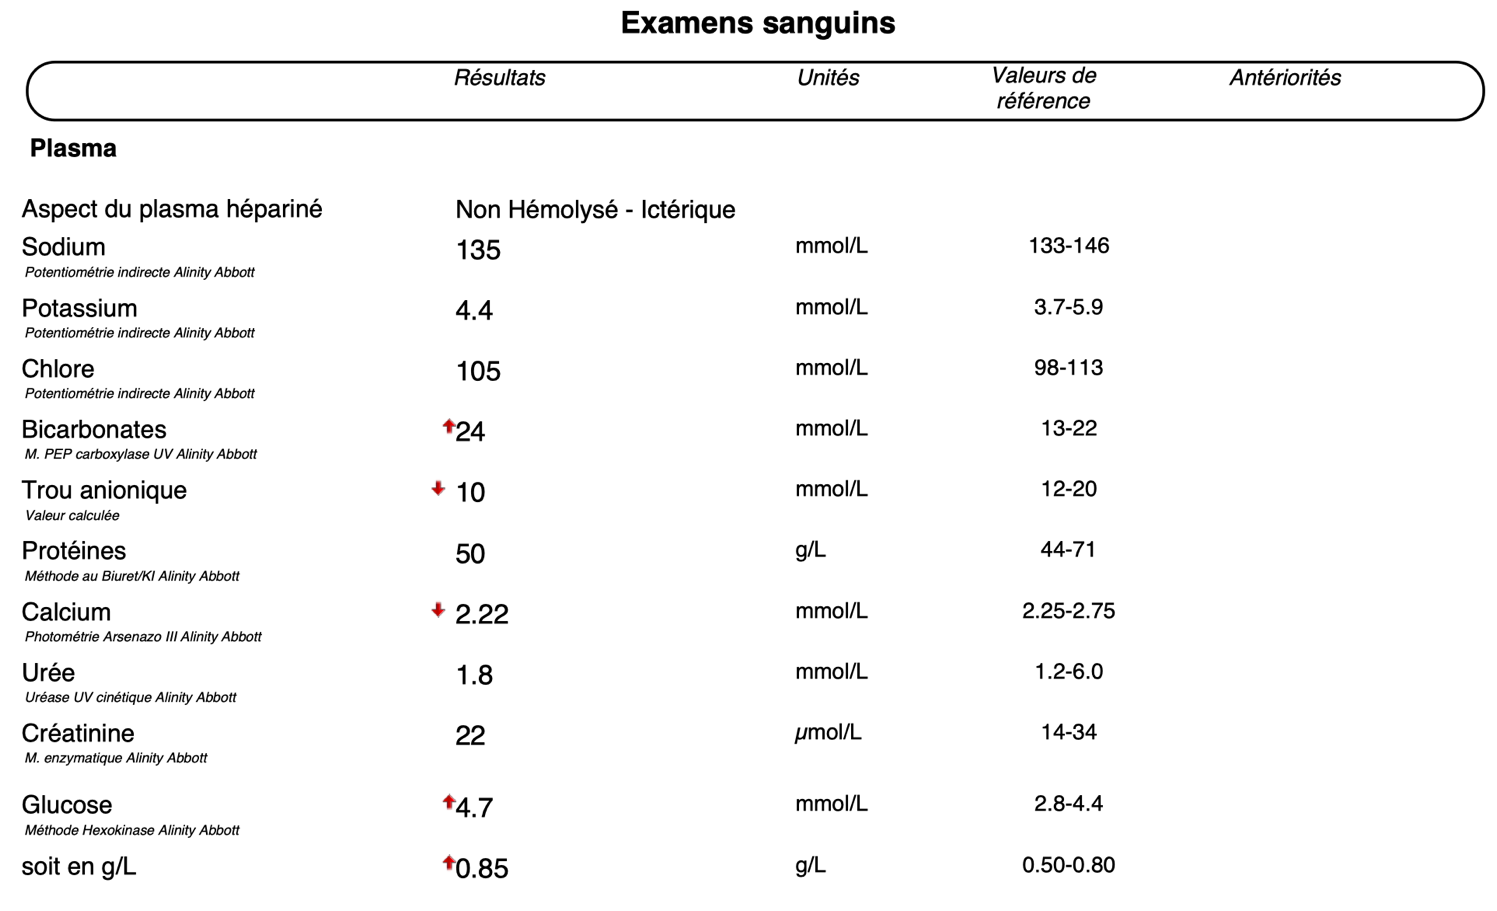 Examens sanguins
Résultats Unités Valeurs de référence Antériorités
Plasma
Aspect du plasma hépariné Non Hémolysé - Ictérique
Sodium 135 mmol/L 133-146
Potentiométrie indirecte Alinity Abbott
Potassium 4.4 mmol/L 3.7-5.9
Potentiométrie indirecte Alinity Abbott
Chlore 105 mmol/L 98-113
Potentiométrie indirecte Alinity Abbott
Bicarbonates 24 mmol/L 13-22
M. PEP carboxylase UV Alinity Abbott
Trou anionique 10 mmol/L 12-20
Valeur calculée
Protéines 50 g/L 44-71
Méthode au Biuret/KI Alinity Abbott
Calcium 2.22 mmol/L 2.25-2.75
Photométrie Arsenazo III Alinity Abbott
Urée 1.8 mmol/L 1.2-6.0
Uréase UV cinétique Alinity Abbott
Créatinine 22 µmol/L 14-34
M. enzymatique Alinity Abbott
Glucose 4.7 mmol/L 2.8-4.4
Méthode Hexokinase Alinity Abbott
soit en g/L 0.85 g/L 0.50-0.80